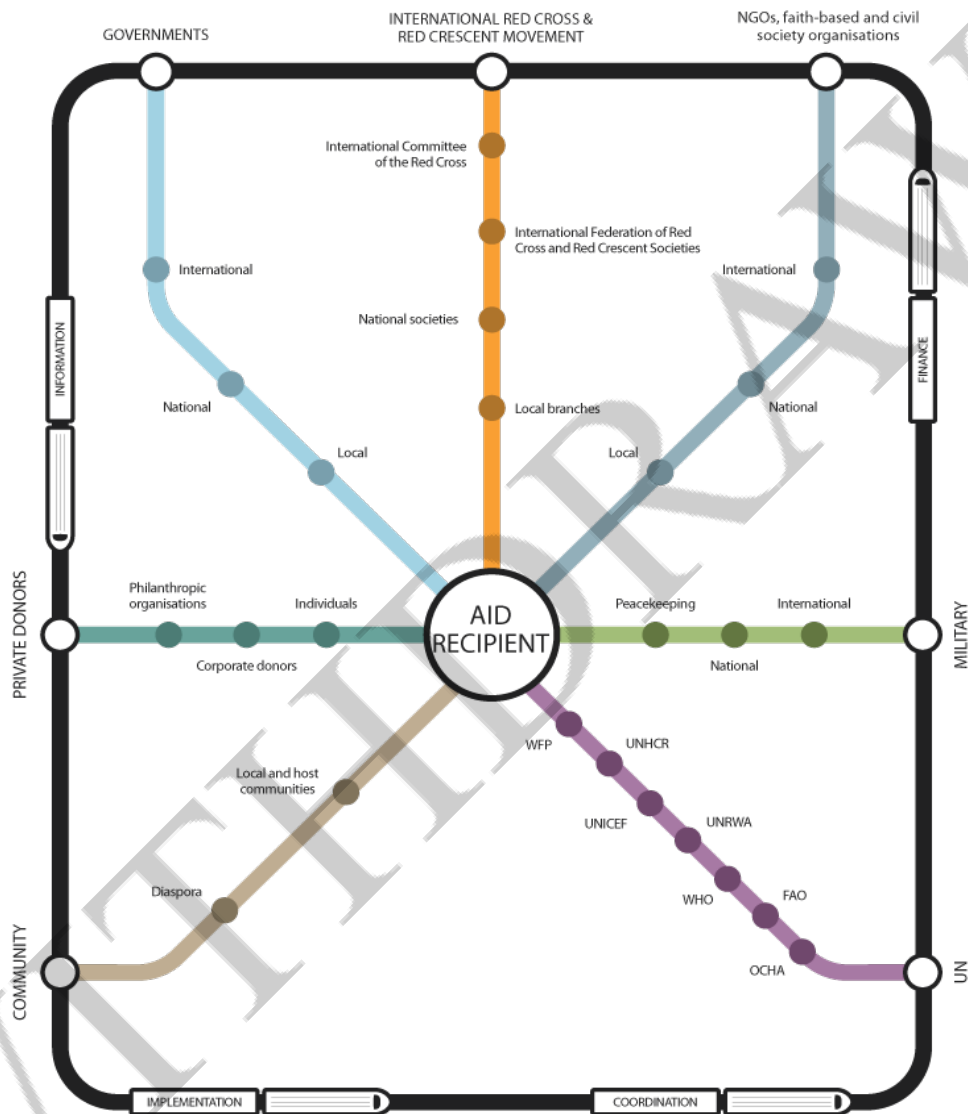 GOVERNMENTS
INTERNATIONAL RED CROSS &
RED CRESCENT MOVEMENT
NGOs, faith-based and civil
society organisations
International Committee
of the Red Cross
International Federation of Red
Cross and Red Crescent Societies
International
International
National societies
INFORMATION
FINANCE
National
Local branches
National
Local
Local
PRIVATE DONORS
Philanthropic
organisations
Individuals
Corporate donors
AID
RECIPIENT
Peacekeeping
International
National
MILITARY
WFP
UNHCR
Local and host
communities
UNICEF
UNRWA
Diaspora
WHO
FAO
OCHA
COMMUNITY
UN
IMPLEMENTATION
COORDINATION